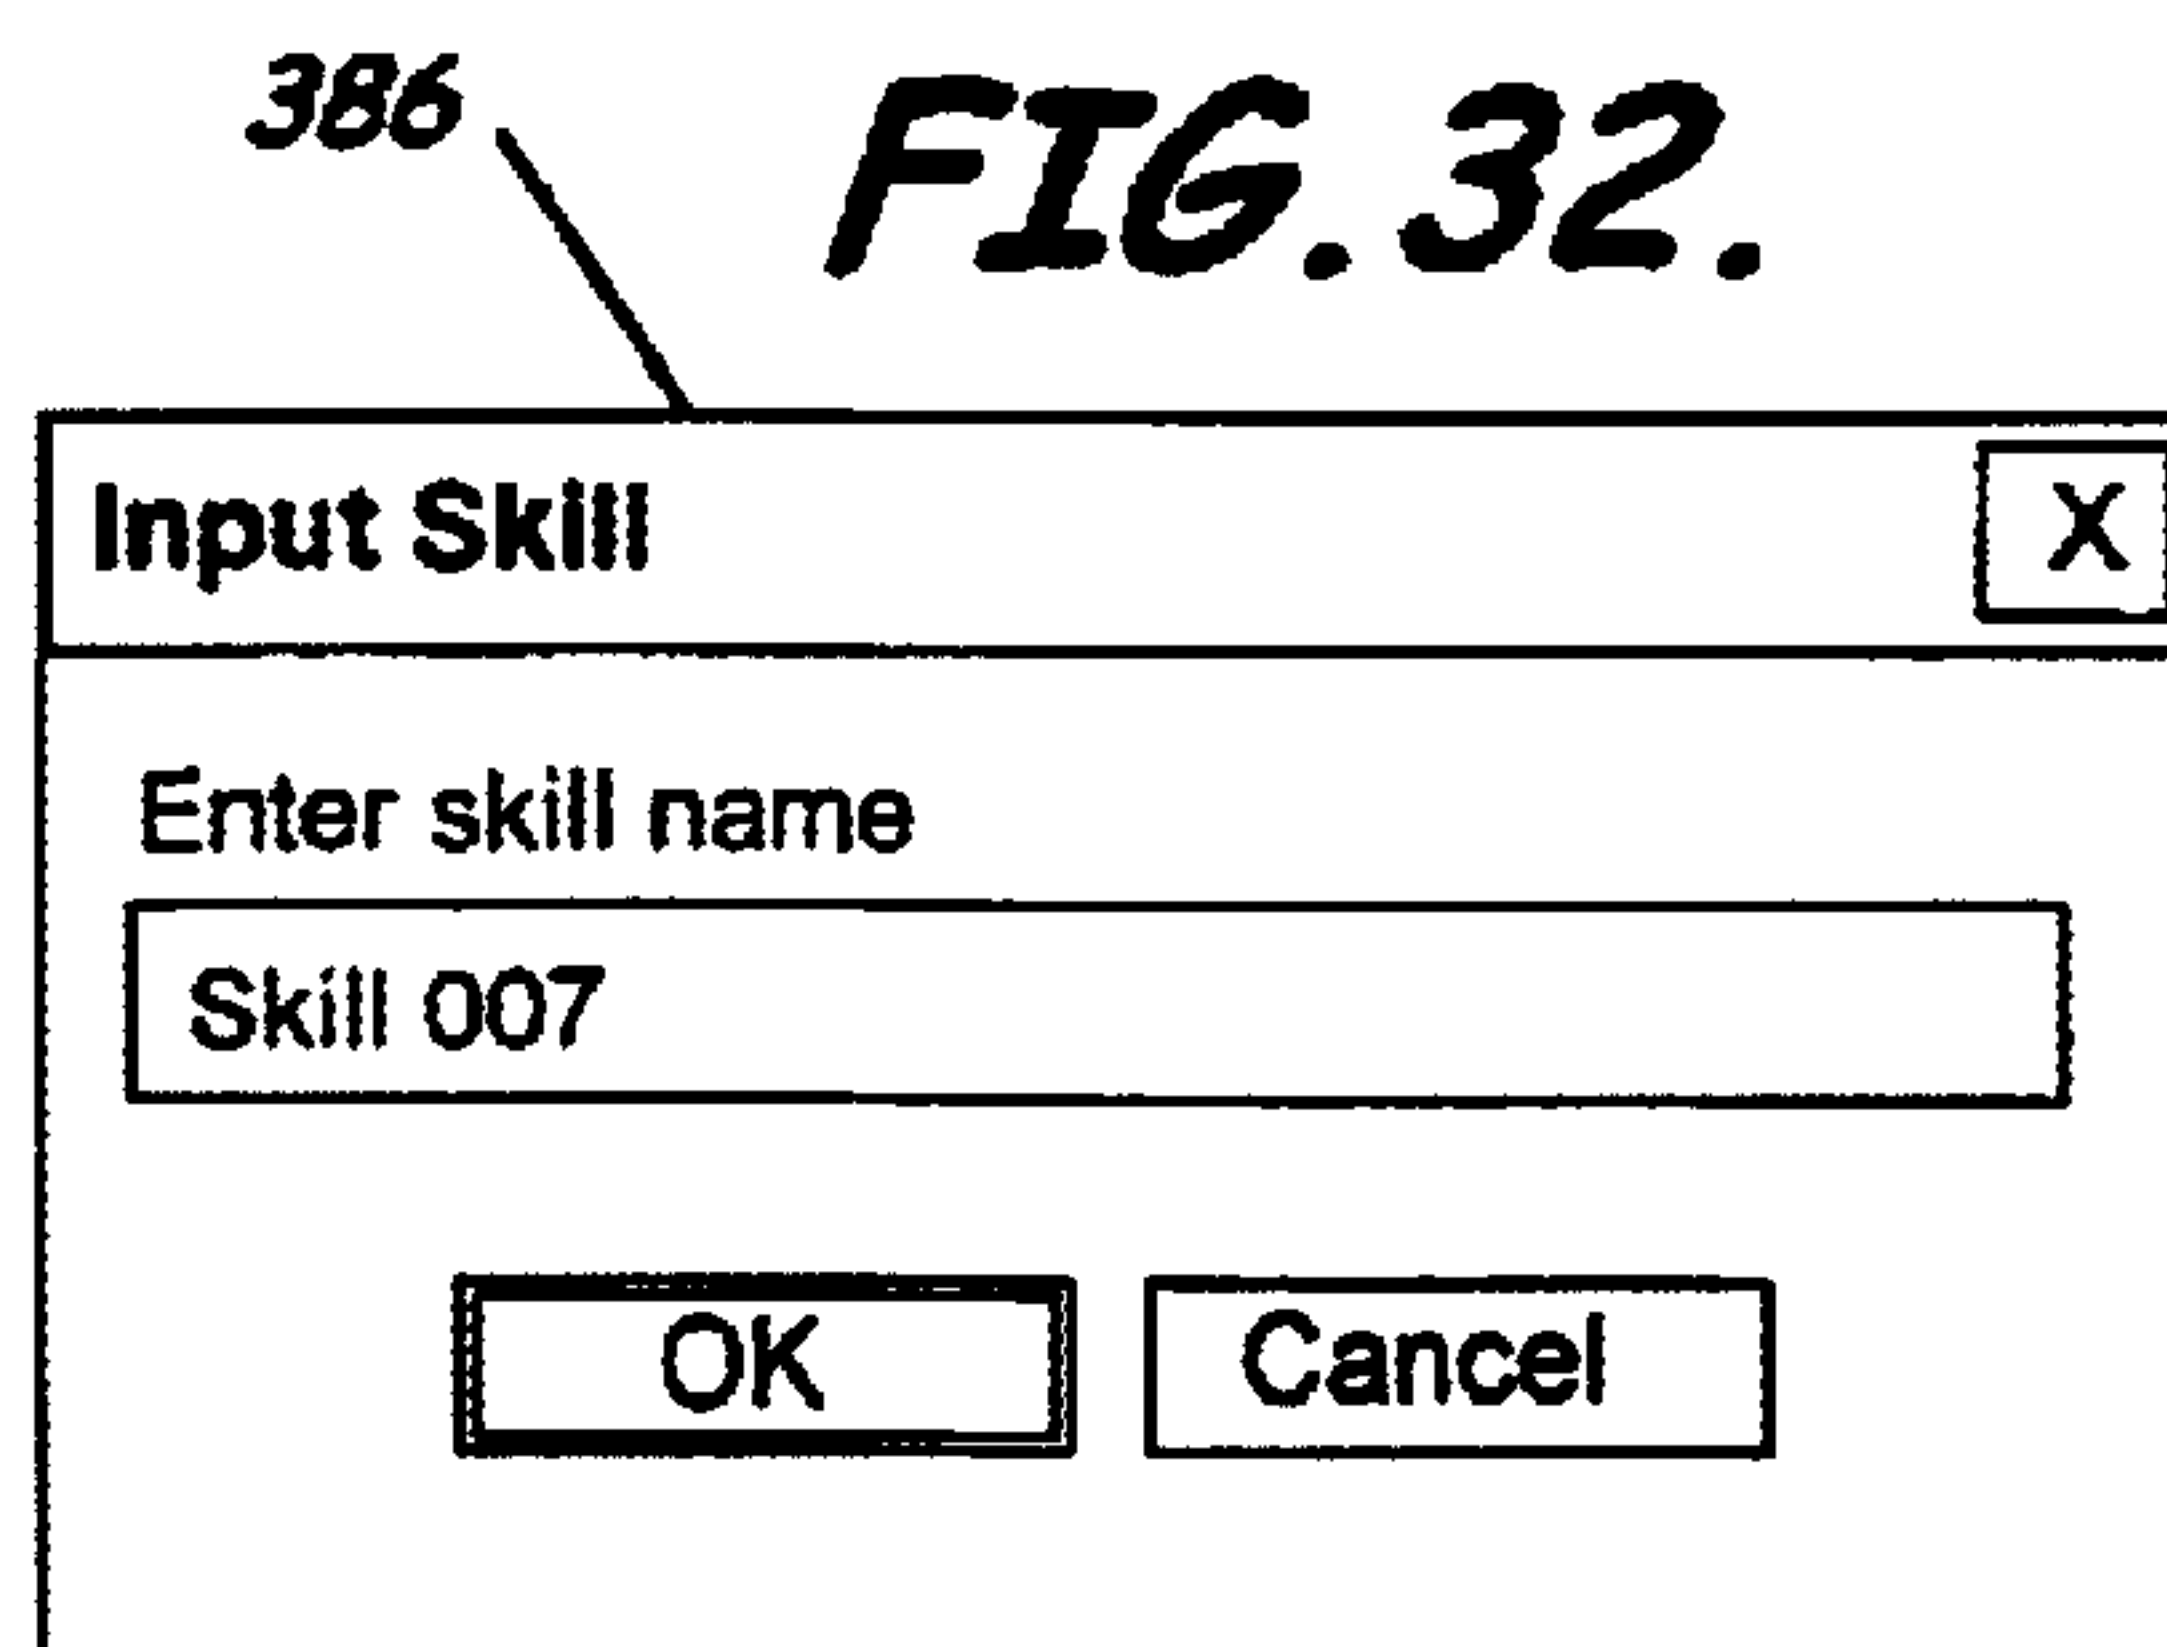 386
FIG. 32.
Input Skill X
Enter skill name
Skill 007
OK Cancel